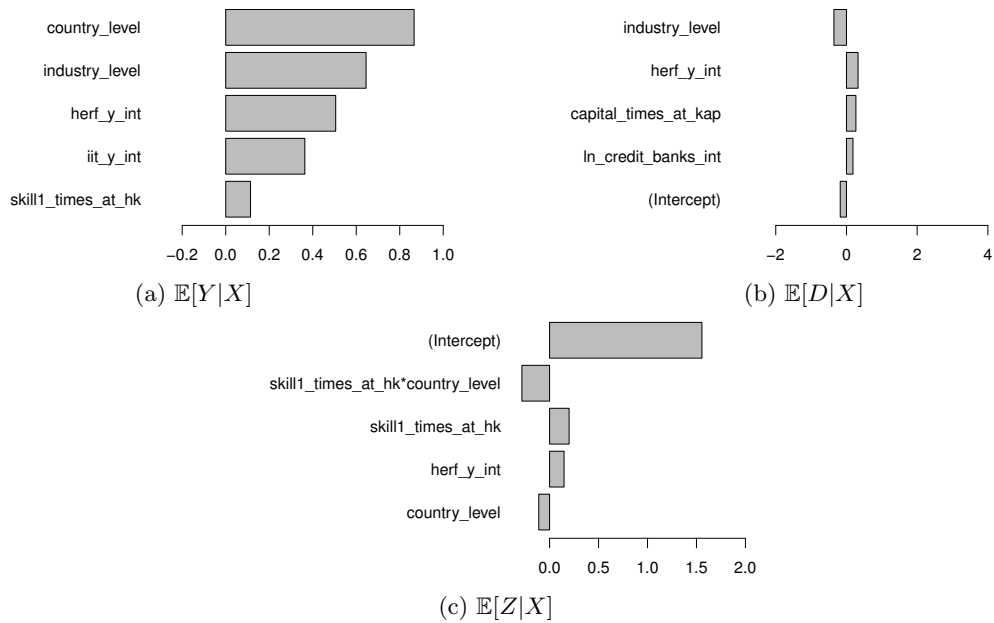 country_level
industry_level
herf_y_int
iit_y_int
skill1_times_at_hk
−0.2 0.0 0.2 0.4 0.6 0.8 1.0
(a) 𝔼[Y|X]
industry_level
herf_y_int
capital_times_at_kap
ln_credit_banks_int
(Intercept)
−2 0 2 4
(b) 𝔼[D|X]
(Intercept)
skill1_times_at_hk*country_level
skill1_times_at_hk
herf_y_int
country_level
0.0 0.5 1.0 1.5 2.0
(c) 𝔼[Z|X]